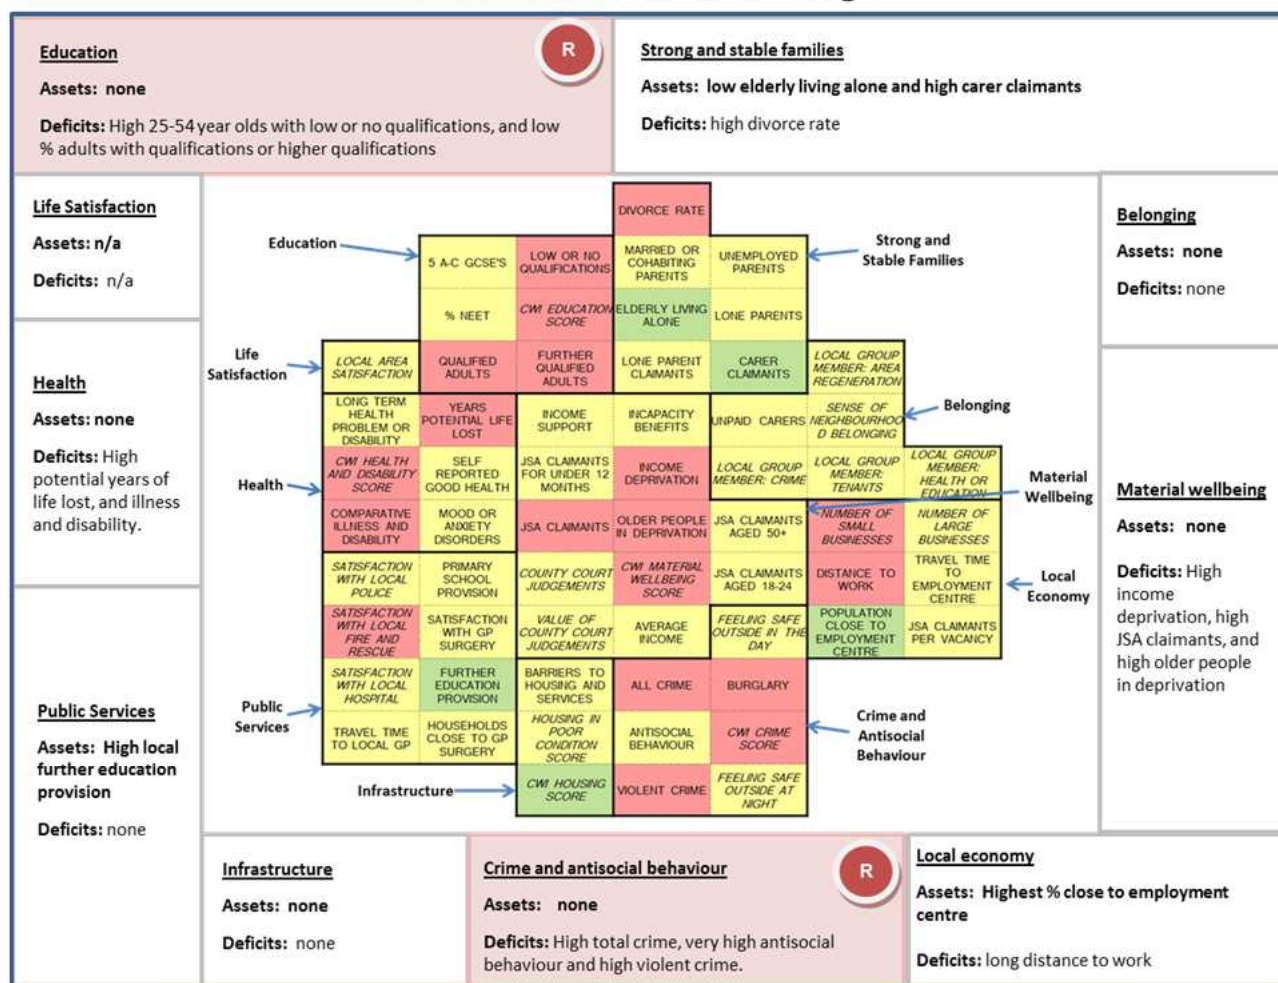 Education
R
Assets: none
Deficits: High 25-54 year olds with low or no qualifications, and low
% adults with qualifications or higher qualifications
Strong and stable families
Assets: low elderly living alone and high carer claimants
Deficits: high divorce rate
Life Satisfaction
Assets: n/a
Deficits: n/a
Health
Assets: none
Deficits: High
potential years of
life lost, and illness
and disability.
Public Services
Assets: High local
further education
provision
Deficits: none
Education
Strong and
Stable Families
Life
Satisfaction
Belonging
Health
Material
Wellbeing
Local
Economy
Public
Services
Crime and
Antisocial
Behaviour
Infrastructure
DIVORCE RATE
5 A-C GCSE'S
LOW OR NO
QUALIFICATIONS
MARRIED OR
COHABITING
PARENTS
UNEMPLOYED
PARENTS
% NEET
CWI EDUCATION
SCORE
ELDERLY LIVING
ALONE
LONE PARENTS
LOCAL AREA
SATISFACTION
QUALIFIED
ADULTS
FURTHER
QUALIFIED
ADULTS
LONE PARENT
CLAIMANTS
CARER
CLAIMANTS
LOCAL GROUP
MEMBER: AREA
REGENERATION
LONG TERM
HEALTH
PROBLEM OR
DISABILITY
YEARS
POTENTIAL LIFE
LOST
INCOME
SUPPORT
INCAPACITY
BENEFITS
UNPAID CARERS
SENSE OF
NEIGHBOURHOO
D BELONGING
CWI HEALTH
AND DISABILITY
SCORE
SELF
REPORTED
GOOD HEALTH
JSA CLAIMANTS
FOR UNDER 12
MONTHS
INCOME
DEPRIVATION
LOCAL GROUP
MEMBER: CRIME
LOCAL GROUP
MEMBER:
TENANTS
LOCAL GROUP
MEMBER:
HEALTH OR
EDUCATION
COMPARATIVE
ILLNESS AND
DISABILITY
MOOD OR
ANXIETY
DISORDERS
JSA CLAIMANTS
OLDER PEOPLE
IN DEPRIVATION
JSA CLAIMANTS
AGED 50+
NUMBER OF
SMALL
BUSINESSES
NUMBER OF
LARGE
BUSINESSES
SATISFACTION
WITH LOCAL
POLICE
PRIMARY
SCHOOL
PROVISION
COUNTY COURT
JUDGEMENTS
CWI MATERIAL
WELLBEING
SCORE
JSA CLAIMANTS
AGED 18-24
DISTANCE TO
WORK
TRAVEL TIME
TO
EMPLOYMENT
CENTRE
SATISFACTION
WITH LOCAL
FIRE AND
RESCUE
SATISFACTION
WITH GP
SURGERY
VALUE OF
COUNTY COURT
JUDGEMENTS
AVERAGE
INCOME
FEELING SAFE
OUTSIDE IN THE
DAY
POPULATION
CLOSE TO
EMPLOYMENT
CENTRE
JSA CLAIMANTS
PER VACANCY
SATISFACTION
WITH LOCAL
HOSPITAL
FURTHER
EDUCATION
PROVISION
BARRIERS TO
HOUSING AND
SERVICES
ALL CRIME
BURGLARY
TRAVEL TIME
TO LOCAL GP
HOUSEHOLDS
CLOSE TO GP
SURGERY
HOUSING IN
POOR
CONDITION
SCORE
ANTISOCIAL
BEHAVIOUR
CWI CRIME
SCORE
CWI HOUSING
SCORE
VIOLENT CRIME
FEELING SAFE
OUTSIDE AT
NIGHT
Belonging
Assets: none
Deficits: none
Material wellbeing
Assets: none
Deficits: High
income
deprivation, high
JSA claimants, and
high older people
in deprivation
Infrastructure
Assets: none
Deficits: none
Crime and antisocial behaviour
R
Assets: none
Deficits: High total crime, very high antisocial
behaviour and high violent crime.
Local economy
Assets: Highest % close to employment
centre
Deficits: long distance to work